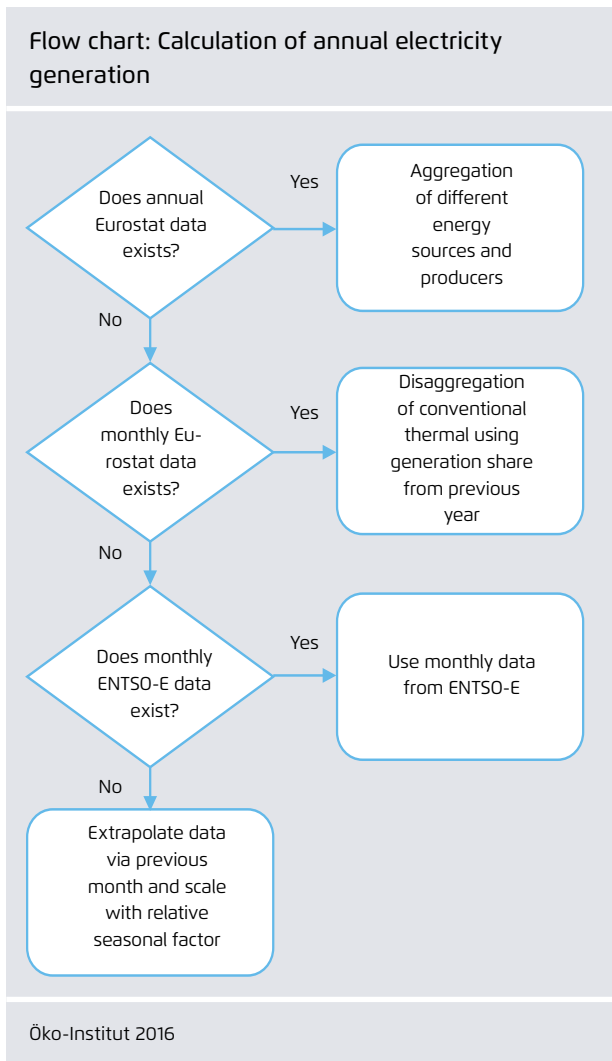 Flow chart: Calculation of annual electricity
generation
Does annual
Eurostat data
exists?
Yes
Aggregation
of different
energy
sources and
producers
No
Does
monthly Eu-
rostat data
exists?
Yes
Disaggregation
of conventional
thermal using
generation share
from previous
year
No
Does monthly
ENTSO-E data
exist?
Yes
Use monthly data
from ENTSO-E
No
Extrapolate data
via previous
month and scale
with relative
seasonal factor
Öko-Institut 2016